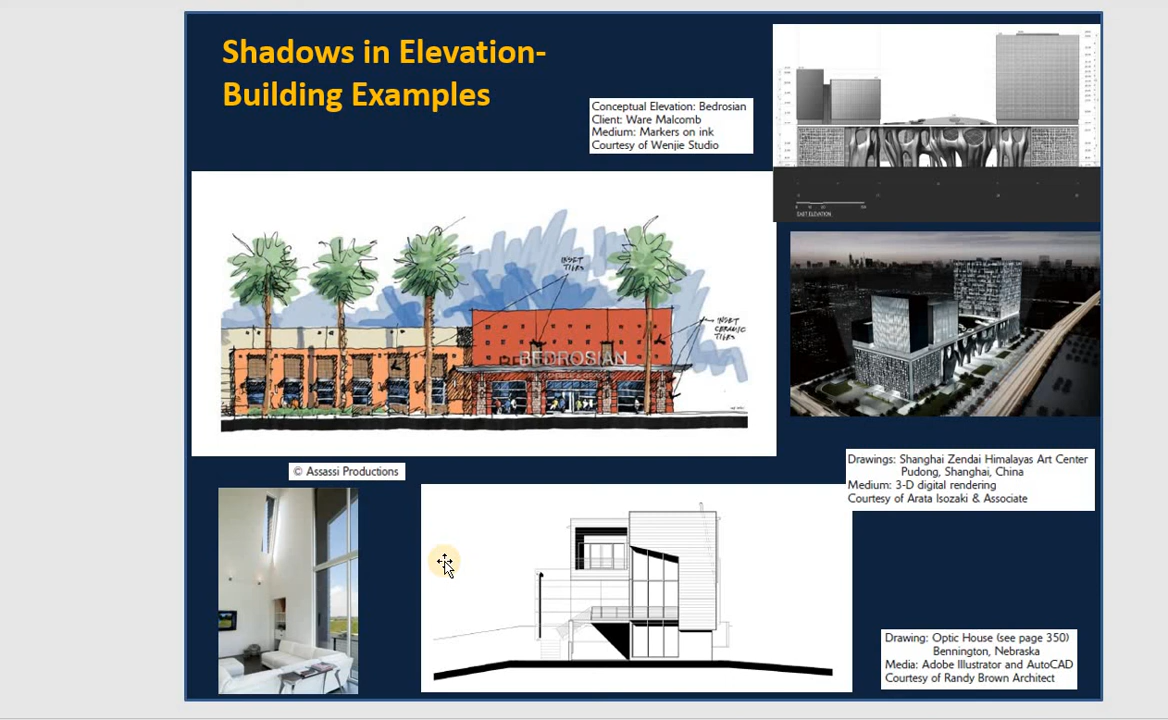 Shadows in Elevation-
Building Examples
Conceptual Elevation: Bedrosian
Client: Ware Malcomb
Medium: Markers on ink
Courtesy of Wenjie Studio
EAST ELEVATION
INSET
TILES
INSET
CERAMIC
TILES
BEDROSIAN
Drawings: Shanghai Zendai Himalayas Art Center
Pudong, Shanghai, China
Medium: 3-D digital rendering
Courtesy of Arata Isozaki & Associate
© Assassi Productions
Drawing: Optic House (see page 350)
Bennington, Nebraska
Media: Adobe Illustrator and AutoCAD
Courtesy of Randy Brown Architect